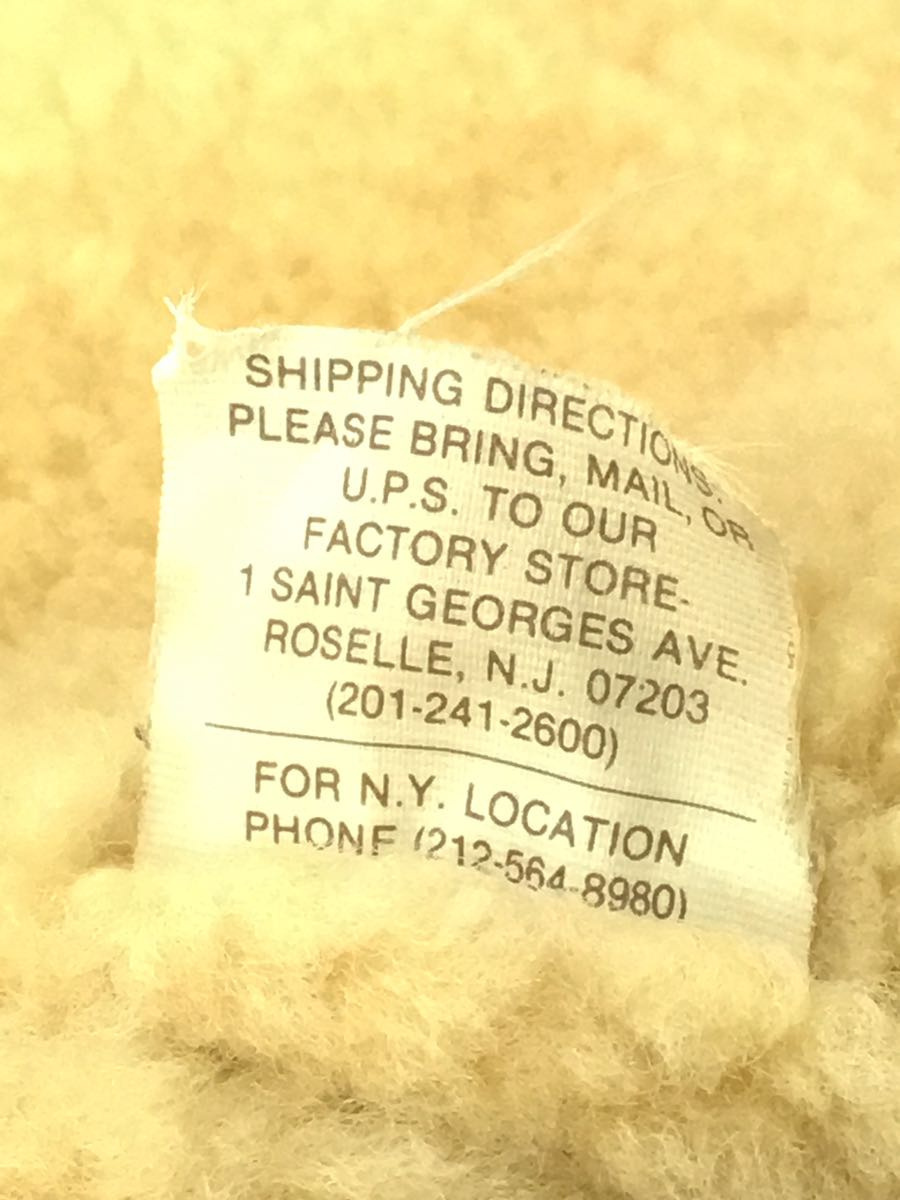 SHIPPING DIRECTIONS:
PLEASE BRING, MAIL, OR
U.P.S. TO OUR
FACTORY STORE-
1 SAINT GEORGES AVE.
ROSELLE, N.J. 07203
(201-241-2600)
FOR N.Y. LOCATION
PHONE (212-564-8980)